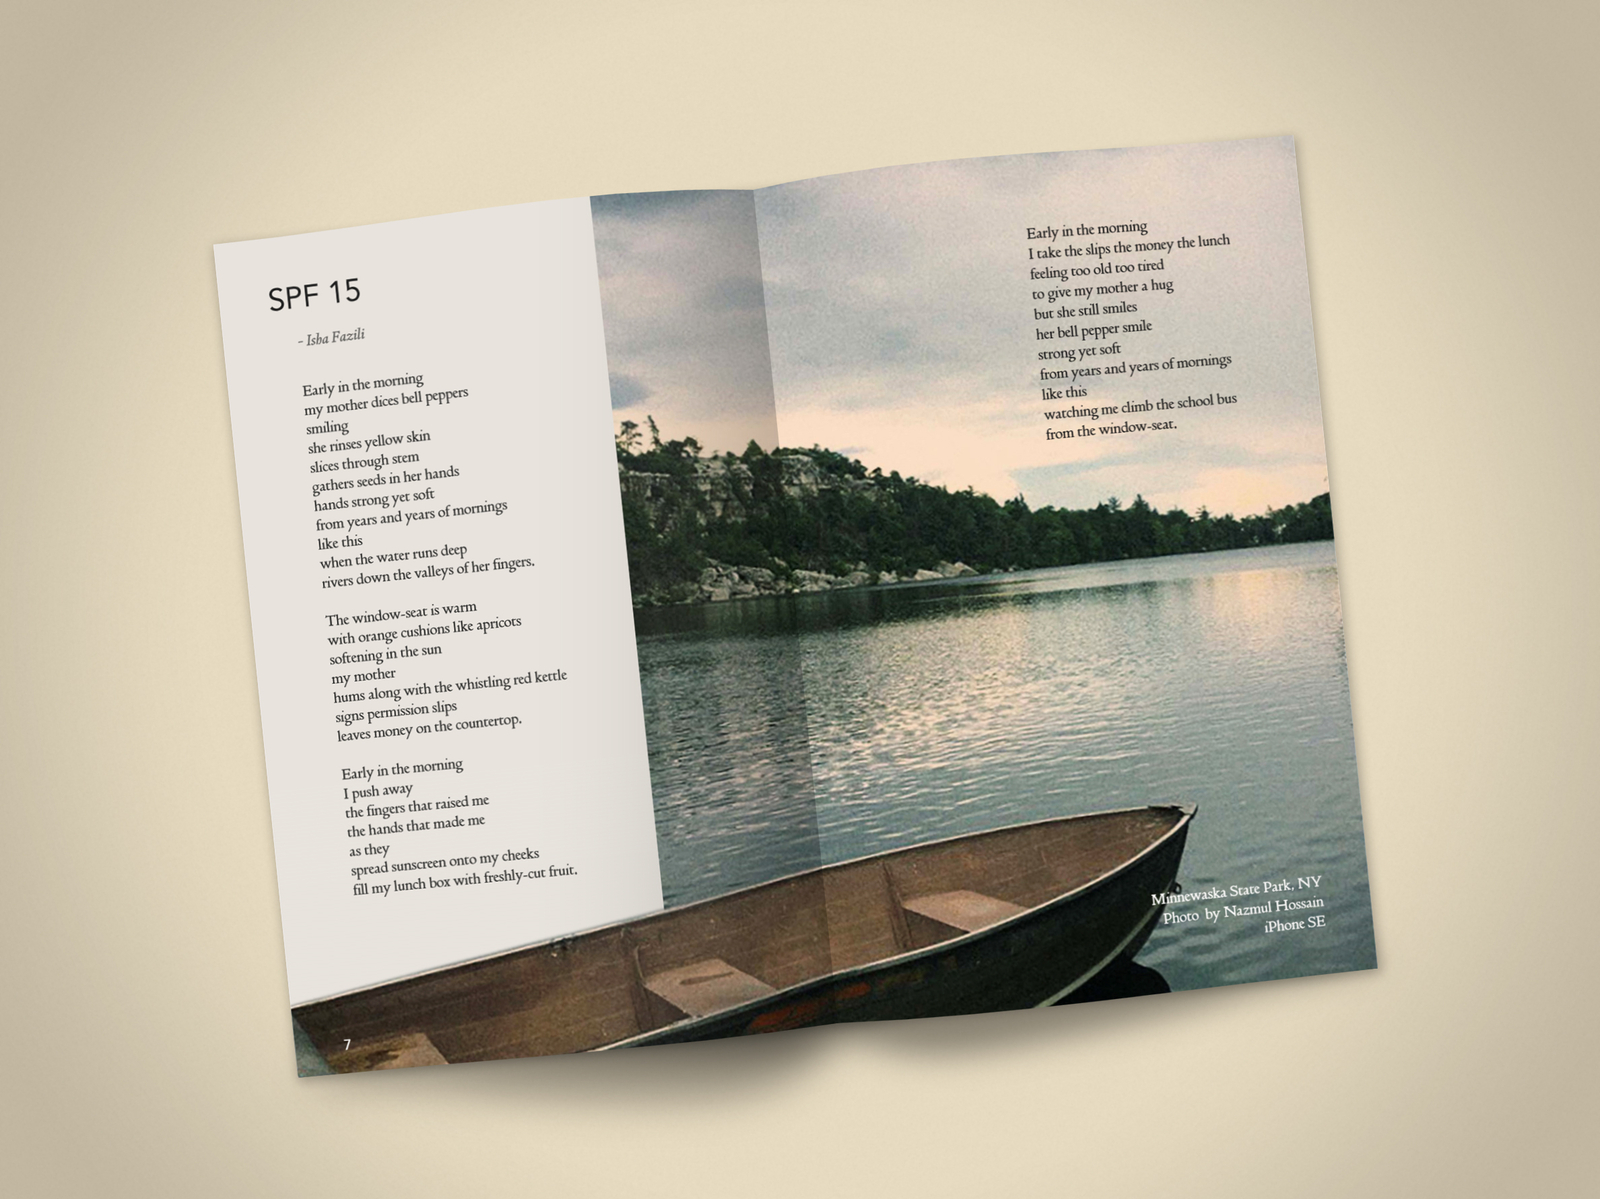 SPF 15
- Isha Fazili
Early in the morning
my mother dices bell peppers
smiling
she rinses yellow skin
slices through stem
gathers seeds in her hands
hands strong yet soft
from years and years of mornings
like this
when the water runs deep
rivers down the valleys of her fingers.
The window-seat is warm
with orange cushions like apricots
softening in the sun
my mother
hums along with the whistling red kettle
signs permission slips
leaves money on the countertop.
Early in the morning
I push away
the fingers that raised me
the hands that made me
as they
spread sunscreen onto my cheeks
fill my lunch box with freshly-cut fruit.
7
Early in the morning
I take the slips the money the lunch
feeling too old too tired
to give my mother a hug
but she still smiles
her bell pepper smile
strong yet soft
from years and years of mornings
like this
watching me climb the school bus
from the window-seat.
Minnewaska State Park, NY
Photo by Nazmul Hossain
iPhone SE